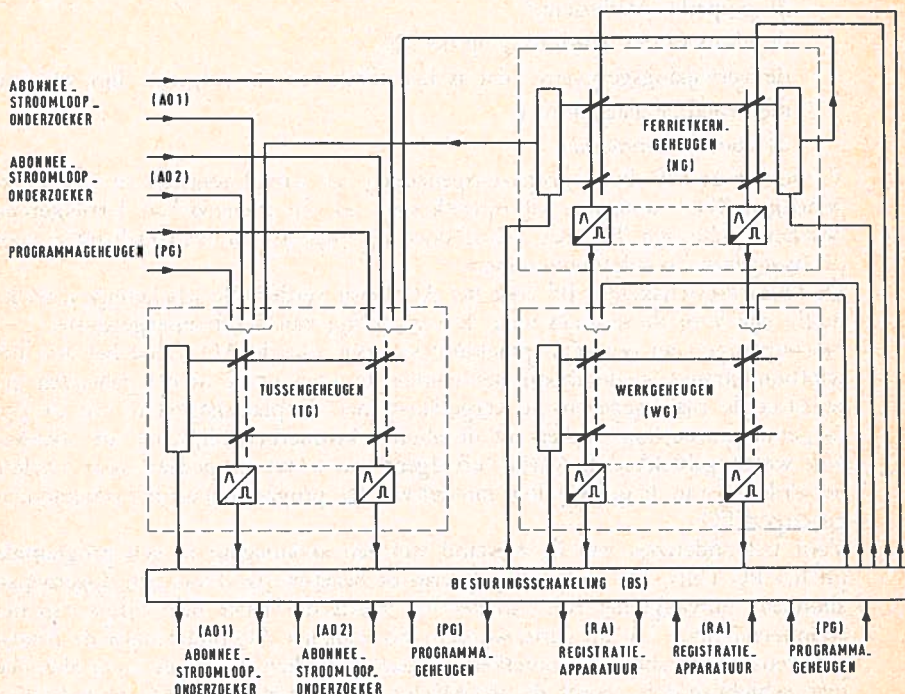 ABONNEE_
STROOMLOOP_
ONDERZOEKER
(AO1)
ABONNEE_
STROOMLOOP_
ONDERZOEKER
(AO2)
PROGRAMMAGEHEUGEN (PG)
FERRIETKERN_
GEHEUGEN
(NG)
TUSSENGEHEUGEN
(TG)
WERKGEHEUGEN
(WG)
BESTURINGSSCHAKELING (BS)
(AO1)
ABONNEE_
STROOMLOOP_
ONDERZOEKER
(AO2)
ABONNEE_
STROOMLOOP_
ONDERZOEKER
(PG)
PROGRAMMA_
GEHEUGEN
(RA)
REGISTRATIE_
APPARATUUR
(RA)
REGISTRATIE_
APPARATUUR
(PG)
PROGRAMMA_
GEHEUGEN